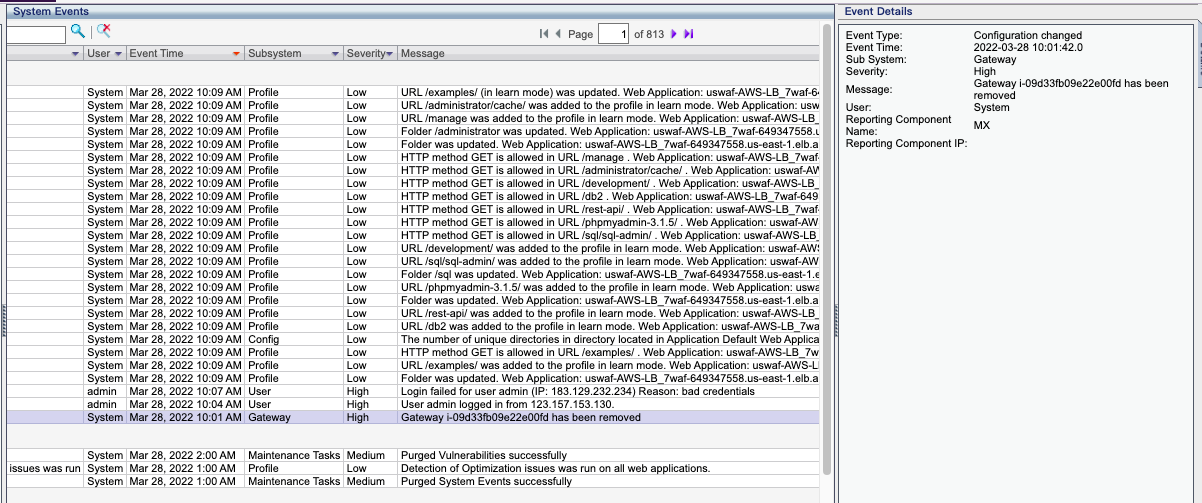 System Events
Page 1 of 813
User Event Time Subsystem Severity Message
System Mar 28, 2022 10:09 AM Profile Low URL /examples/ (in learn mode) was updated. Web Application: uswaf-AWS-LB_7waf-6
System Mar 28, 2022 10:09 AM Profile Low URL /administrator/cache/ was added to the profile in learn mode. Web Application: usw
System Mar 28, 2022 10:09 AM Profile Low URL /manage was added to the profile in learn mode. Web Application: uswaf-AWS-LB
System Mar 28, 2022 10:09 AM Profile Low Folder /administrator was updated. Web Application: uswaf-AWS-LB_7waf-649347558.u
System Mar 28, 2022 10:09 AM Profile Low Folder was updated. Web Application: uswaf-AWS-LB_7waf-649347558.us-east-1.elb.a
System Mar 28, 2022 10:09 AM Profile Low HTTP method GET is allowed in URL /manage . Web Application: uswaf-AWS-LB_7waf-
System Mar 28, 2022 10:09 AM Profile Low HTTP method GET is allowed in URL /administrator/cache/ . Web Application: uswaf-AW
System Mar 28, 2022 10:09 AM Profile Low HTTP method GET is allowed in URL /development/ . Web Application: uswaf-AWS-LB_
System Mar 28, 2022 10:09 AM Profile Low HTTP method GET is allowed in URL /db2 . Web Application: uswaf-AWS-LB_7waf-649
System Mar 28, 2022 10:09 AM Profile Low HTTP method GET is allowed in URL /rest-api/ . Web Application: uswaf-AWS-LB_7waf-
System Mar 28, 2022 10:09 AM Profile Low HTTP method GET is allowed in URL /phpmyadmin-3.1.5/ . Web Application: uswaf-AW
System Mar 28, 2022 10:09 AM Profile Low HTTP method GET is allowed in URL /sql/sql-admin/ . Web Application: uswaf-AWS-LB_
System Mar 28, 2022 10:09 AM Profile Low URL /development/ was added to the profile in learn mode. Web Application: uswaf-AWS
System Mar 28, 2022 10:09 AM Profile Low URL /sql/sql-admin/ was added to the profile in learn mode. Web Application: uswaf-AWS
System Mar 28, 2022 10:09 AM Profile Low Folder /sql was updated. Web Application: uswaf-AWS-LB_7waf-649347558.us-east-1.e
System Mar 28, 2022 10:09 AM Profile Low URL /phpmyadmin-3.1.5/ was added to the profile in learn mode. Web Application: uswaf
System Mar 28, 2022 10:09 AM Profile Low Folder was updated. Web Application: uswaf-AWS-LB_7waf-649347558.us-east-1.elb.a
System Mar 28, 2022 10:09 AM Profile Low URL /rest-api/ was added to the profile in learn mode. Web Application: uswaf-AWS-LB_
System Mar 28, 2022 10:09 AM Profile Low URL /db2 was added to the profile in learn mode. Web Application: uswaf-AWS-LB_7wa
System Mar 28, 2022 10:09 AM Config Low The number of unique directories in directory located in Application Default Web Applic
System Mar 28, 2022 10:09 AM Profile Low HTTP method GET is allowed in URL /examples/ . Web Application: uswaf-AWS-LB_7w
System Mar 28, 2022 10:09 AM Profile Low URL /examples/ was added to the profile in learn mode. Web Application: uswaf-AWS-L
System Mar 28, 2022 10:09 AM Profile Low Folder was updated. Web Application: uswaf-AWS-LB_7waf-649347558.us-east-1.elb.a
admin Mar 28, 2022 10:07 AM User High Login failed for user admin (IP: 183.129.232.234) Reason: bad credentials
admin Mar 28, 2022 10:04 AM User High User admin logged in from 123.157.153.130.
System Mar 28, 2022 10:01 AM Gateway High Gateway i-09d33fb09e22e00fd has been removed
System Mar 28, 2022 2:00 AM Maintenance Tasks Medium Purged Vulnerabilities successfully
issues was run System Mar 28, 2022 1:00 AM Profile Low Detection of Optimization issues was run on all web applications.
System Mar 28, 2022 1:00 AM Maintenance Tasks Medium Purged System Events successfully
Event Details
Event Type: Configuration changed
Event Time: 2022-03-28 10:01:42.0
Sub System: Gateway
Severity: High
Message: Gateway i-09d33fb09e22e00fd has been
removed
User: System
Reporting Component
Name: MX
Reporting Component IP: